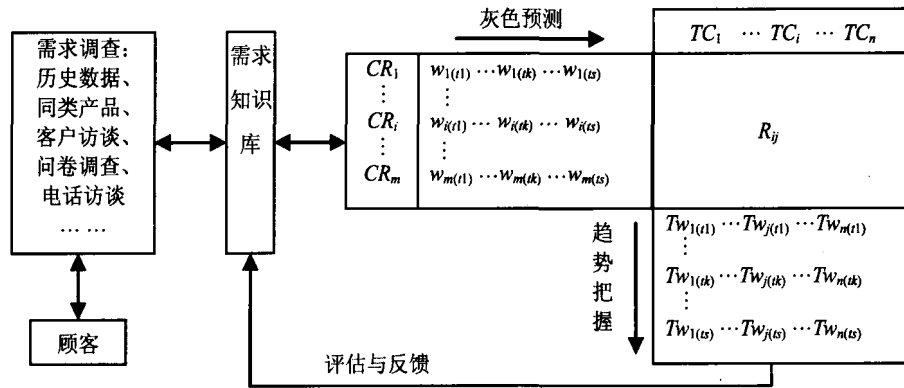 需求调查:
历史数据、
同类产品、
客户访谈、
问卷调查、
电话访谈
… …
顾客
需求
知识
库
灰色预测
TC₁ … TCᵢ … TCₙ
CR₁ w₁₍ₜ₁₎ … w₁₍ₜₖ₎ … w₁₍ₜₛ₎
⋮ ⋮
CRᵢ wᵢ₍ₜ₁₎ … wᵢ₍ₜₖ₎ … wᵢ₍ₜₛ₎
⋮ ⋮
CRₘ wₘ₍ₜ₁₎ … wₘ₍ₜₖ₎ … wₘ₍ₜₛ₎
Rᵢⱼ
趋
势
把
握
Tw₁₍ₜ₁₎ … Twⱼ₍ₜ₁₎ … Twₙ₍ₜ₁₎
⋮
Tw₁₍ₜₖ₎ … Twⱼ₍ₜₖ₎ … Twₙ₍ₜₖ₎
⋮
Tw₁₍ₜₛ₎ … Twⱼ₍ₜₛ₎ … Twₙ₍ₜₛ₎
评估与反馈